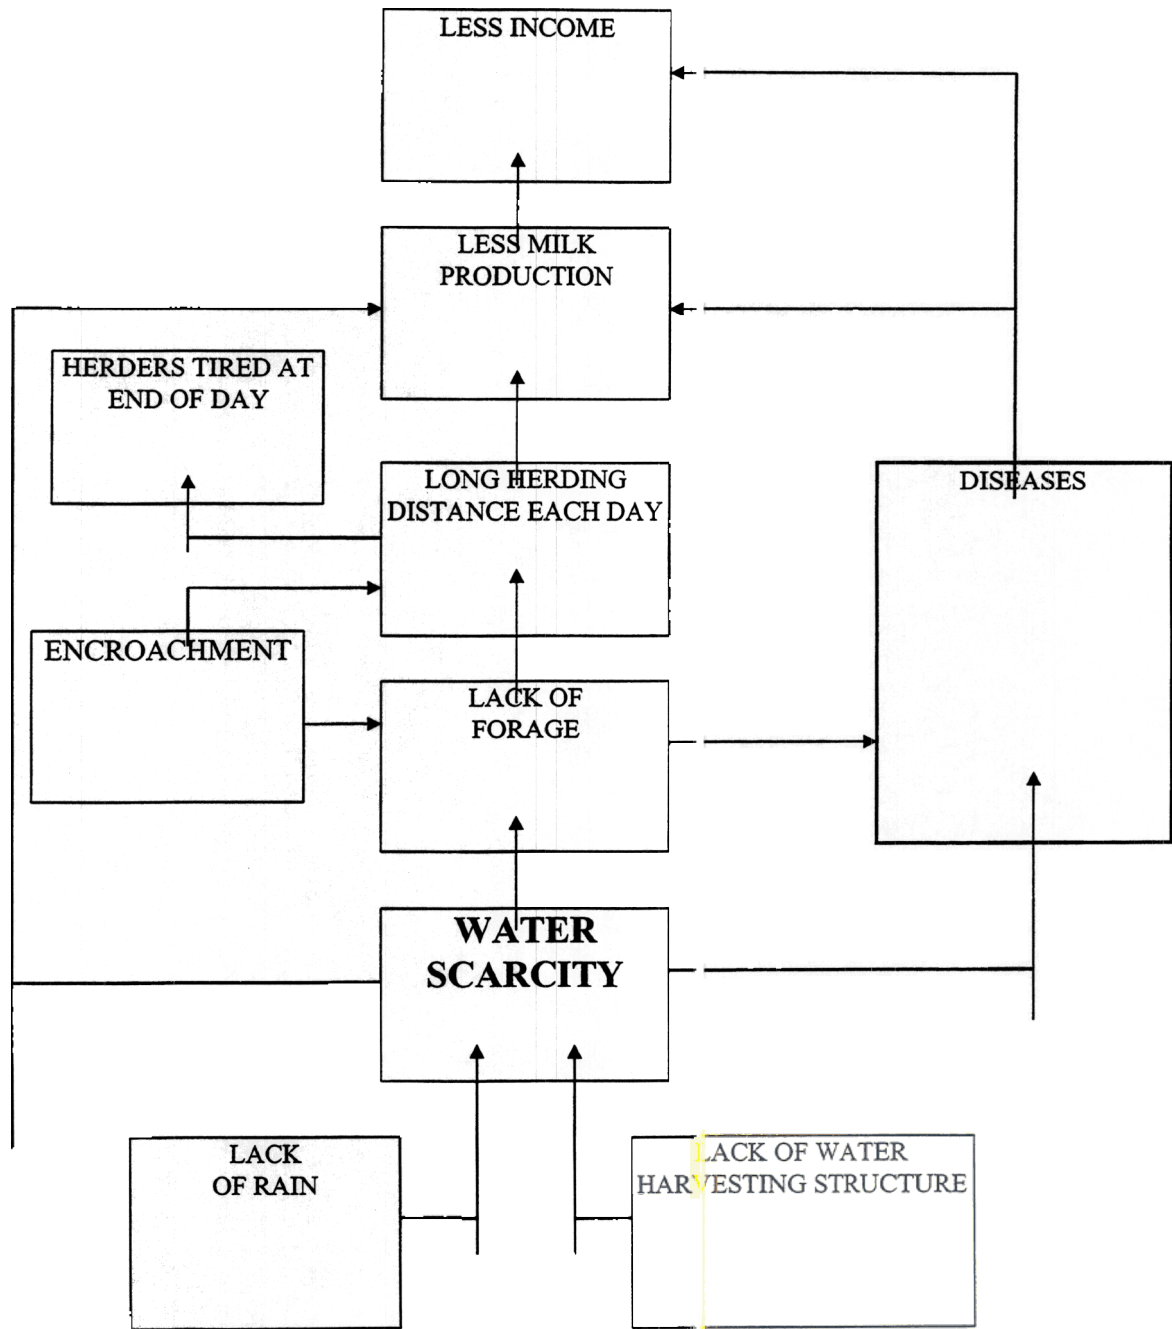 LESS INCOME
LESS MILK
PRODUCTION
HERDERS TIRED AT
END OF DAY
LONG HERDING
DISTANCE EACH DAY
DISEASES
ENCROACHMENT
LACK OF
FORAGE
WATER
SCARCITY
LACK
OF RAIN
LACK OF WATER
HARVESTING STRUCTURE